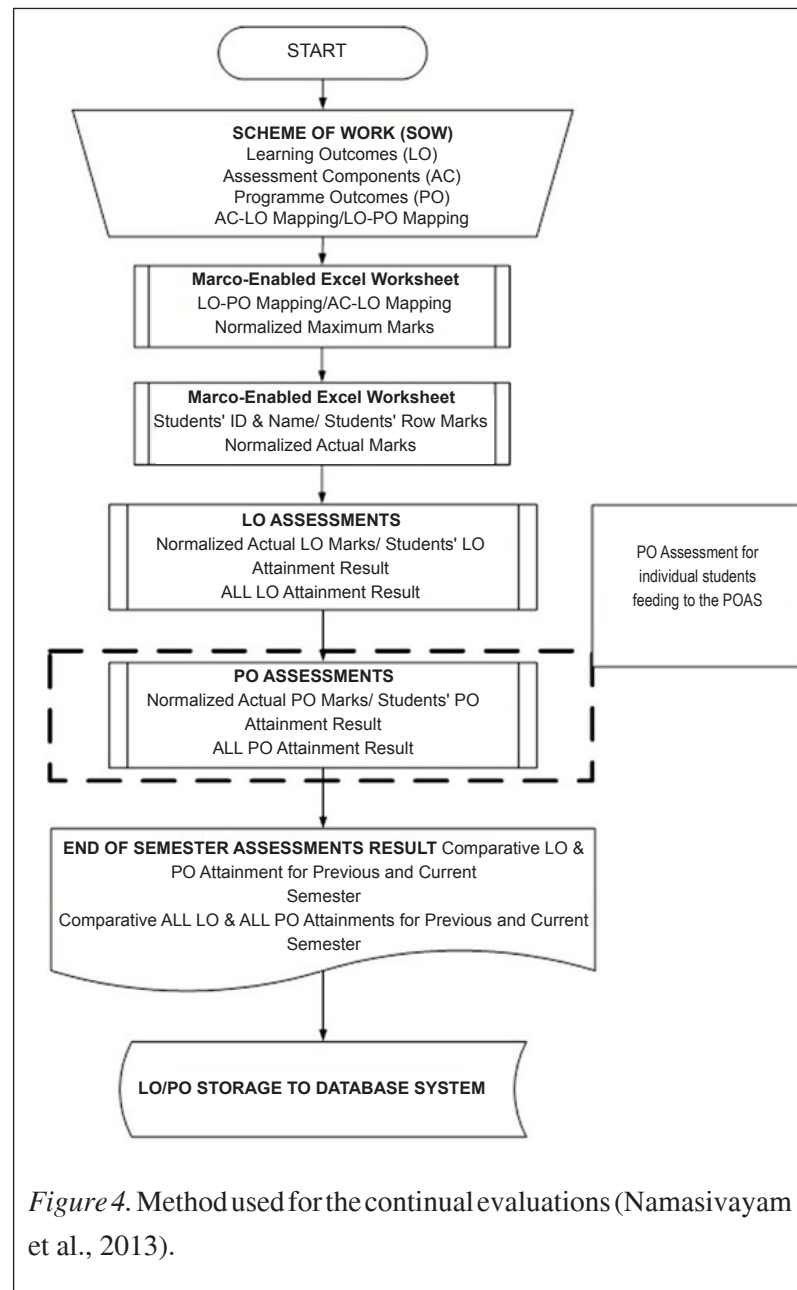 START
SCHEME OF WORK (SOW)
Learning Outcomes (LO)
Assessment Components (AC)
Programme Outcomes (PO)
AC-LO Mapping/LO-PO Mapping
Marco-Enabled Excel Worksheet
LO-PO Mapping/AC-LO Mapping
Normalized Maximum Marks
Marco-Enabled Excel Worksheet
Students' ID & Name/ Students' Row Marks
Normalized Actual Marks
LO ASSESSMENTS
Normalized Actual LO Marks/ Students' LO
Attainment Result
ALL LO Attainment Result
PO Assessment for
individual students
feeding to the POAS
PO ASSESSMENTS
Normalized Actual PO Marks/ Students' PO
Attainment Result
ALL PO Attainment Result
END OF SEMESTER ASSESSMENTS RESULT Comparative LO &
PO Attainment for Previous and Current
Semester
Comparative ALL LO & ALL PO Attainments for Previous and Current
Semester
LO/PO STORAGE TO DATABASE SYSTEM
Figure 4. Method used for the continual evaluations (Namasivayam
et al., 2013).